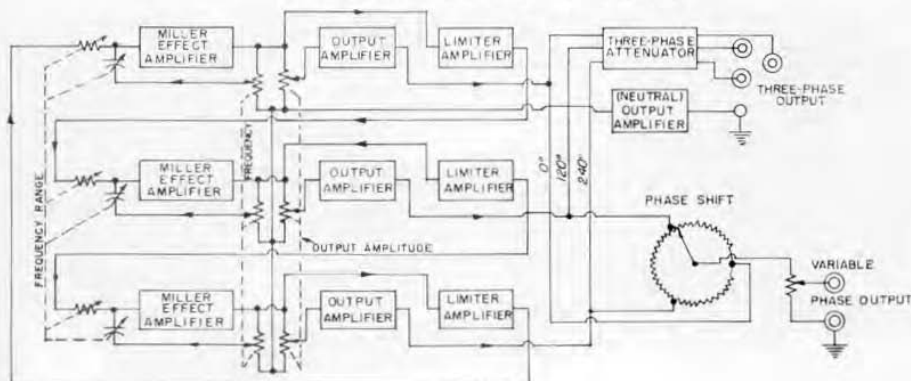 MILLER
EFFECT
AMPLIFIER
OUTPUT
AMPLIFIER
LIMITER
AMPLIFIER
THREE-PHASE
ATTENUATOR
THREE-PHASE
OUTPUT
(NEUTRAL)
OUTPUT
AMPLIFIER
FREQUENCY
0°
120°
240°
FREQUENCY RANGE
MILLER
EFFECT
AMPLIFIER
OUTPUT
AMPLIFIER
LIMITER
AMPLIFIER
OUTPUT AMPLITUDE
PHASE SHIFT
VARIABLE
PHASE OUTPUT
MILLER
EFFECT
AMPLIFIER
OUTPUT
AMPLIFIER
LIMITER
AMPLIFIER